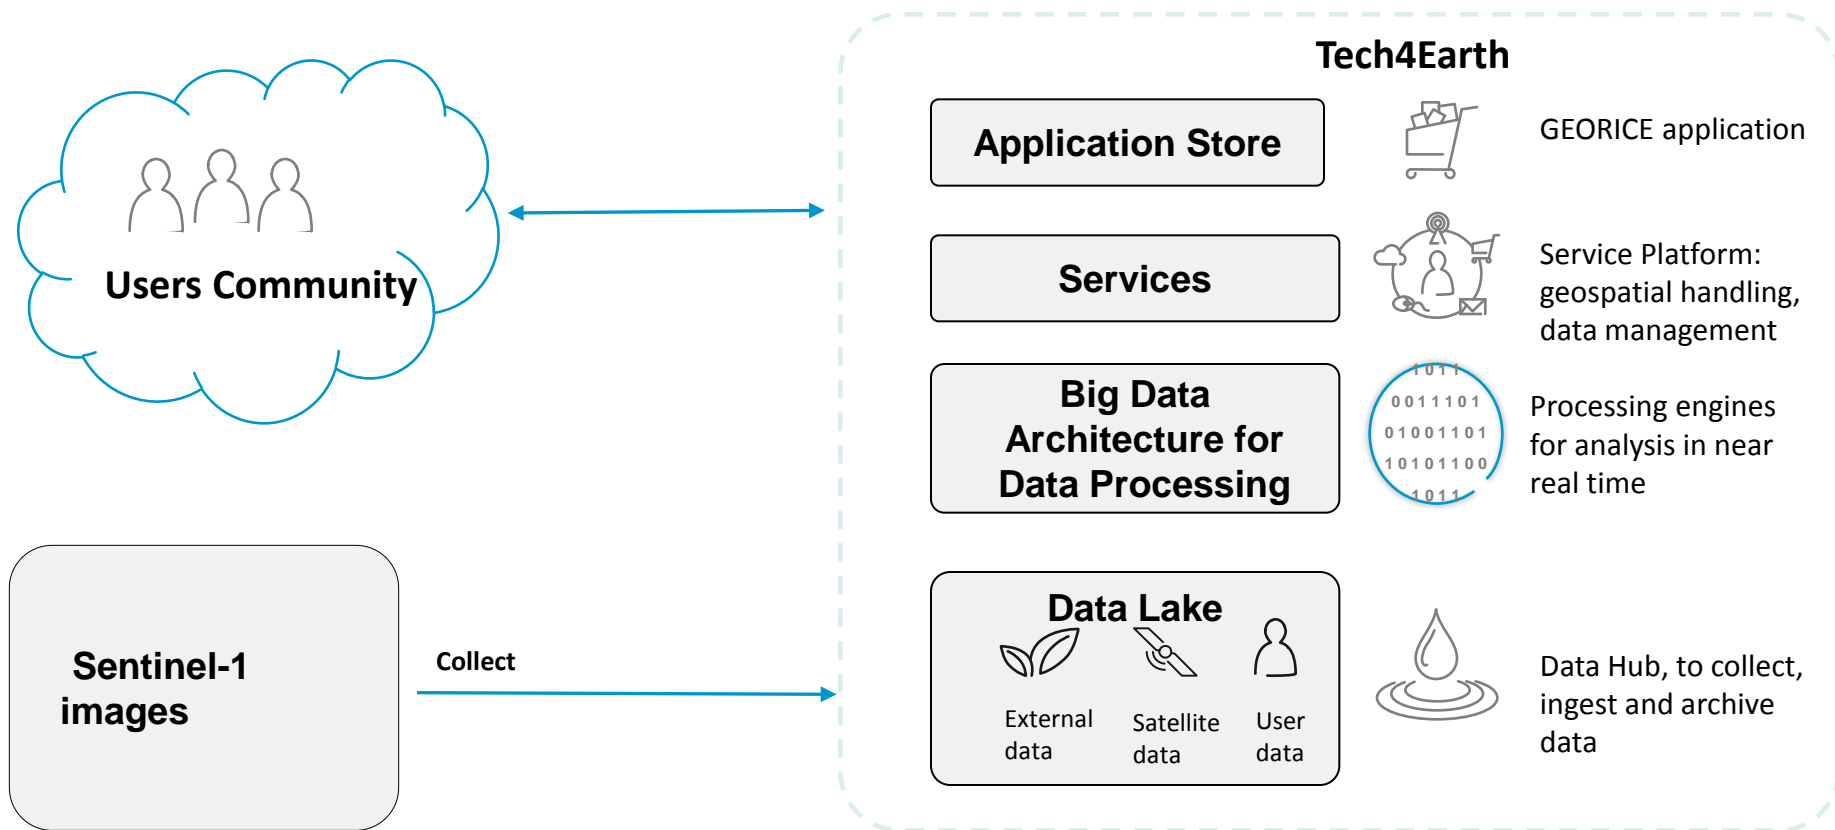 Tech4Earth
Users Community
Application Store
GEORICE application
Services
Service Platform:
geospatial handling,
data management
Big Data
Architecture for
Data Processing
1011
0011101
01001101
10101100
1011
Processing engines
for analysis in near
real time
Sentinel-1
images
Collect
Data Lake
External
data
Satellite
data
User
data
Data Hub, to collect,
ingest and archive
data